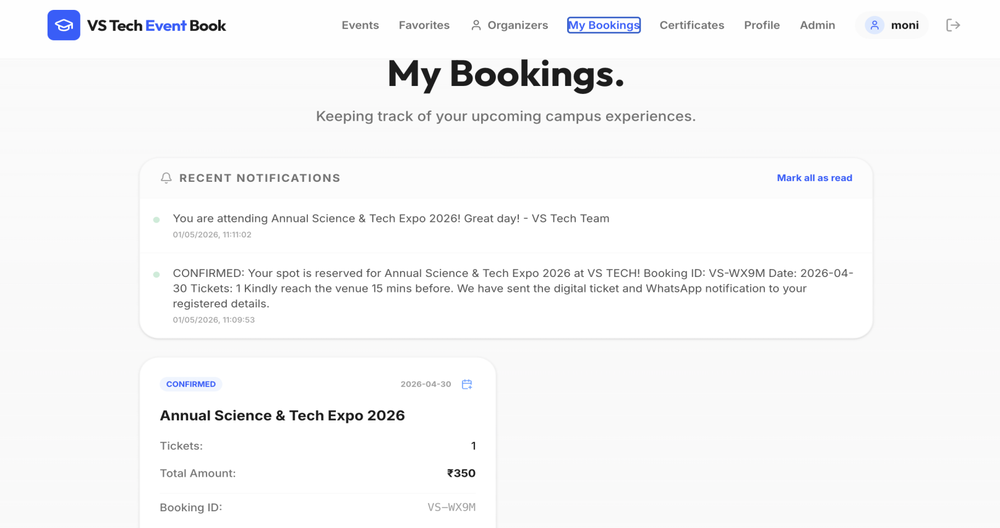 VS Tech Event Book
Events Favorites Organizers My Bookings Certificates Profile Admin moni
My Bookings.
Keeping track of your upcoming campus experiences.
RECENT NOTIFICATIONS Mark all as read
You are attending Annual Science & Tech Expo 2026! Great day! - VS Tech Team
01/05/2026, 11:11:02
CONFIRMED: Your spot is reserved for Annual Science & Tech Expo 2026 at VS TECH! Booking ID: VS-WX9M Date: 2026-04-
30 Tickets: 1 Kindly reach the venue 15 mins before. We have sent the digital ticket and WhatsApp notification to your
registered details.
01/05/2026, 11:09:53
CONFIRMED 2026-04-30
Annual Science & Tech Expo 2026
Tickets: 1
Total Amount: ₹350
Booking ID: VS-WX9M